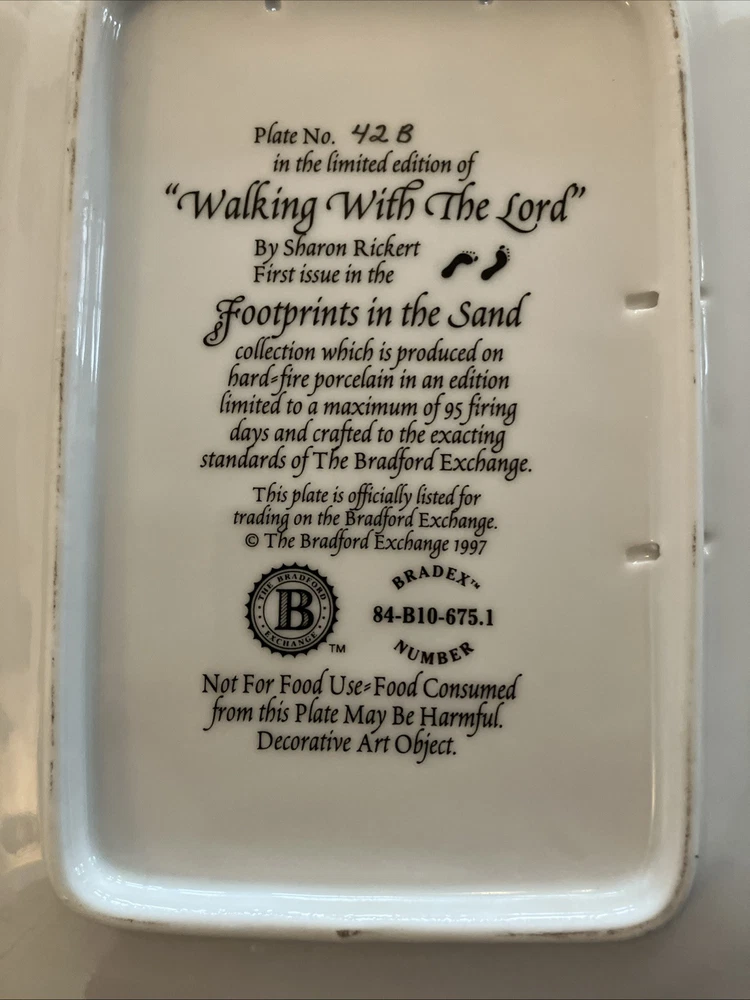 Plate No. 42 B
in the limited edition of
“Walking With The Lord”
By Sharon Rickert
First issue in the
Footprints in the Sand
collection which is produced on
hard-fire porcelain in an edition
limited to a maximum of 95 firing
days and crafted to the exacting
standards of The Bradford Exchange.
This plate is officially listed for
trading on the Bradford Exchange.
© The Bradford Exchange 1997
THE BRADFORD
B
EXCHANGE
TM
BRADEX™
84-B10-675.1
NUMBER
Not For Food Use-Food Consumed
from this Plate May Be Harmful.
Decorative Art Object.